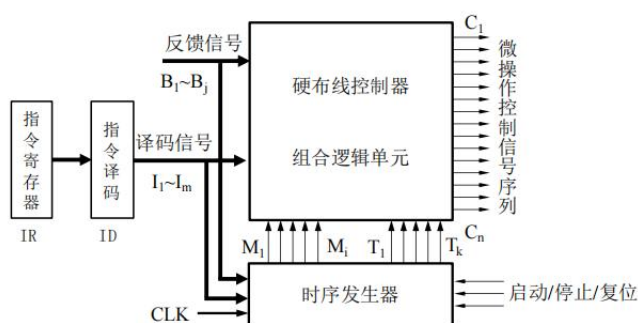 反馈信号
B₁~Bⱼ
C₁
硬布线控制器
组合逻辑单元
微操作控制信号序列
指令寄存器
指令译码
译码信号
I₁~Iₘ
IR
ID
Cₙ
M₁
Mᵢ
T₁
Tₖ
时序发生器
启动/停止/复位
CLK